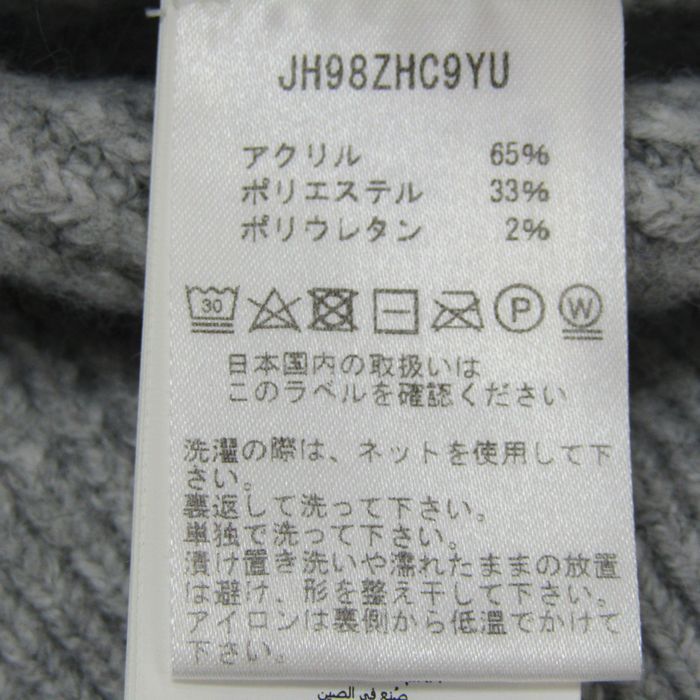 JH98ZHC9YU
アクリル 65%
ポリエステル 33%
ポリウレタン 2%
30 P W
日本国内の取扱いは
このラベルを確認ください
洗濯の際は、ネットを使用して下
さい。
裏返して洗って下さい。
単独で洗って下さい。
漬け置き洗いや濡れたままの放置
は避け、形を整え干して下さい。
アイロンは裏側から低温でかけて
下さい。
صنع في الصين